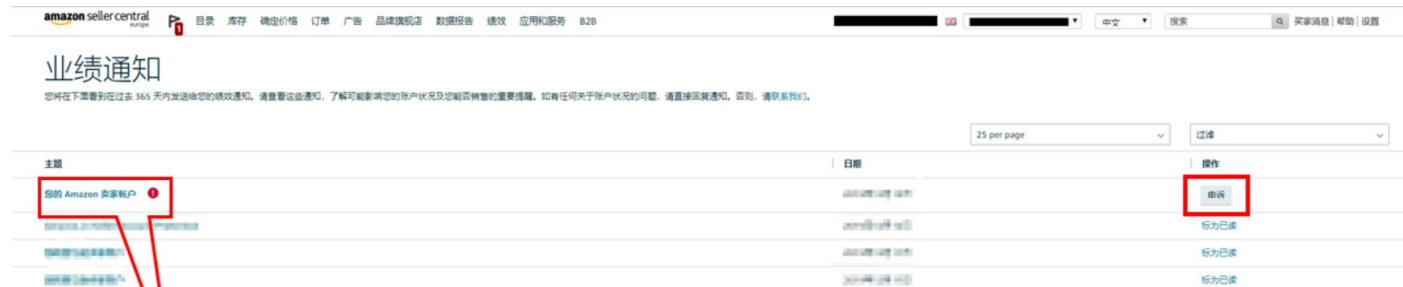 amazon seller central
europe
1
目录 库存 确定价格 订单 广告 品牌旗舰店 数据报告 绩效 应用和服务 B2B
中文
搜索
买家消息 | 帮助 | 设置
业绩通知
您将在下面看到在过去 365 天内发送给您的绩效通知。请查看这些通知，了解可能影响您的账户状况及您能否销售的重要提醒。如有任何关于账户状况的问题，请直接回复通知。否则，请联系我们。
25 per page
过滤
主题 日期 操作
您的 Amazon 卖家帐户
申诉
标为已读
标为已读
标为已读